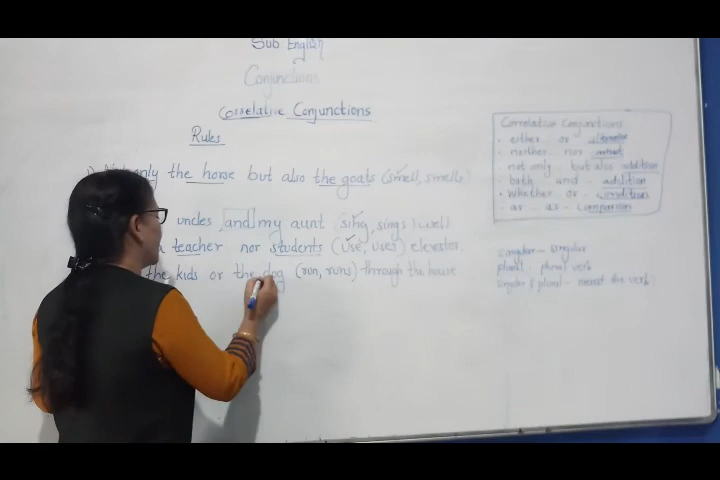 Sub English
Conjunctions
Correlative Conjunctions
Rules
1) Not only the horse but also the goats (smell, smells)
uncles, and my aunt (sing, sings) well
teacher nor students (use, uses) elevator.
the kids or the dog (run, runs) through the house
Correlative Conjunctions
• either or
• neither nor
not only but also addition
• both and - addition
• whether or - condition
• as - as - Comparison
singular
plural plural verb
singular & plural - nearest the verb